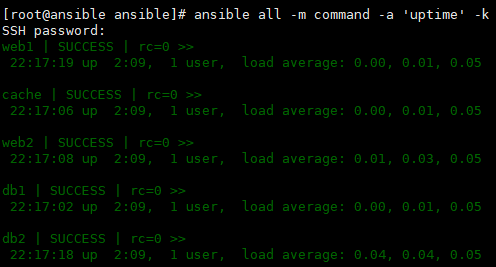 [root@ansible ansible]# ansible all -m command -a 'uptime' -k
SSH password:
web1 | SUCCESS | rc=0 >>
 22:17:19 up  2:09,  1 user,  load average: 0.00, 0.01, 0.05

cache | SUCCESS | rc=0 >>
 22:17:06 up  2:09,  1 user,  load average: 0.00, 0.01, 0.05

web2 | SUCCESS | rc=0 >>
 22:17:08 up  2:09,  1 user,  load average: 0.01, 0.03, 0.05

db1 | SUCCESS | rc=0 >>
 22:17:02 up  2:09,  1 user,  load average: 0.00, 0.01, 0.05

db2 | SUCCESS | rc=0 >>
 22:17:18 up  2:09,  1 user,  load average: 0.04, 0.04, 0.05